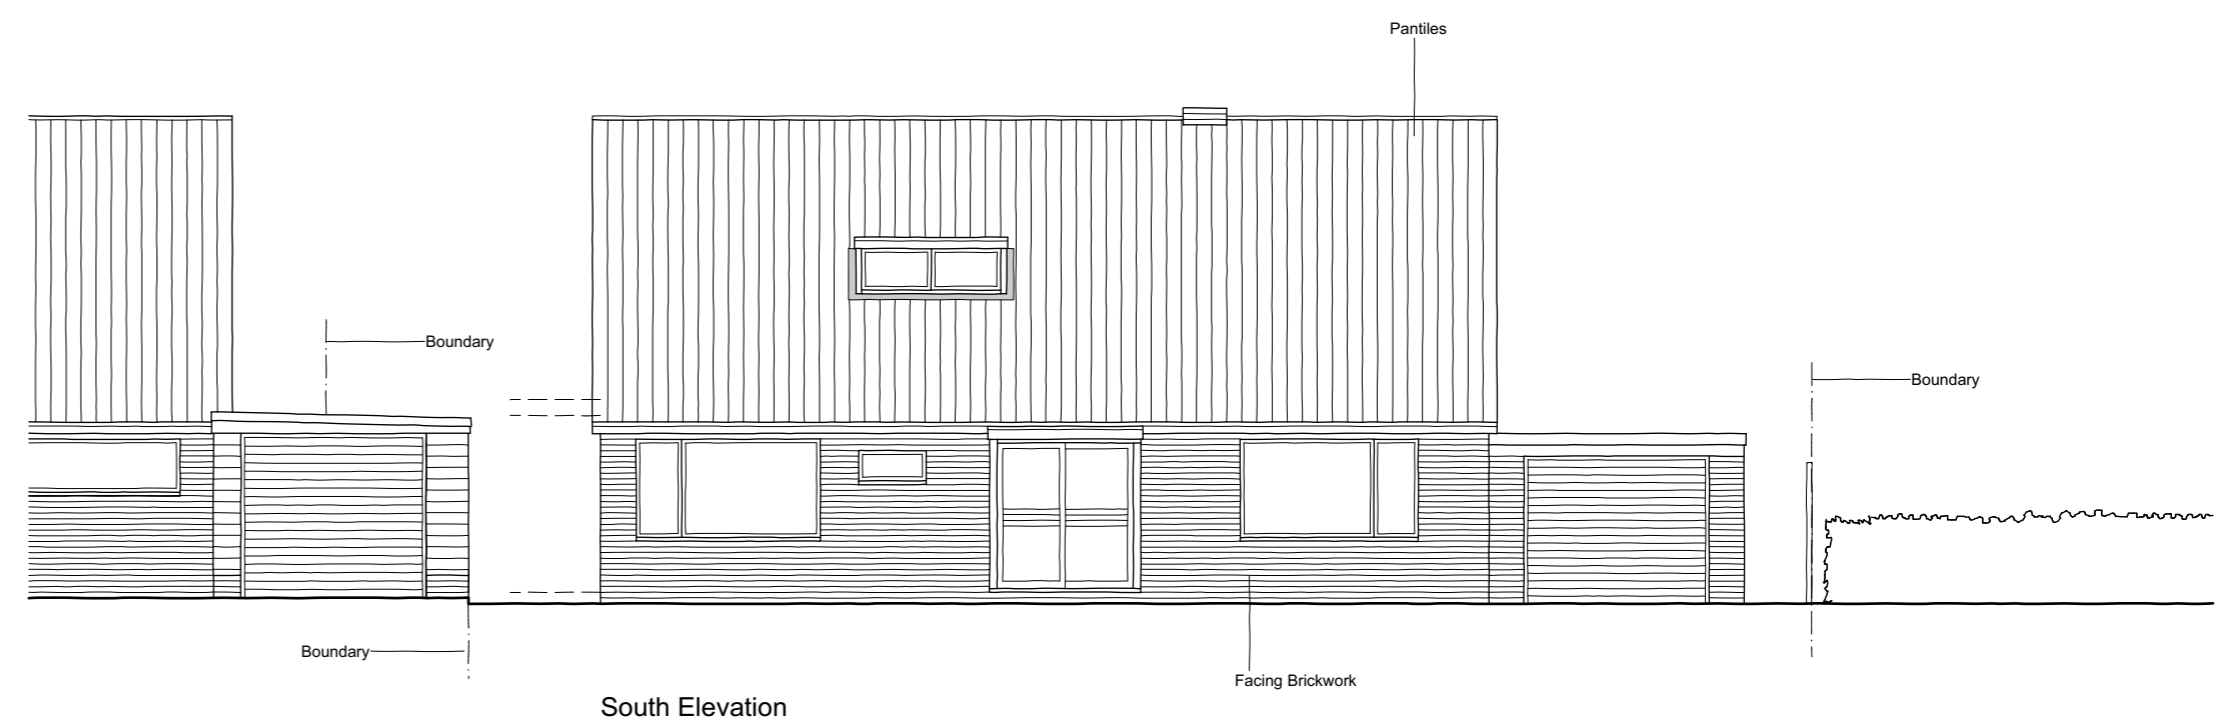 Pantiles
Boundary
Boundary
Boundary
Facing Brickwork
South Elevation